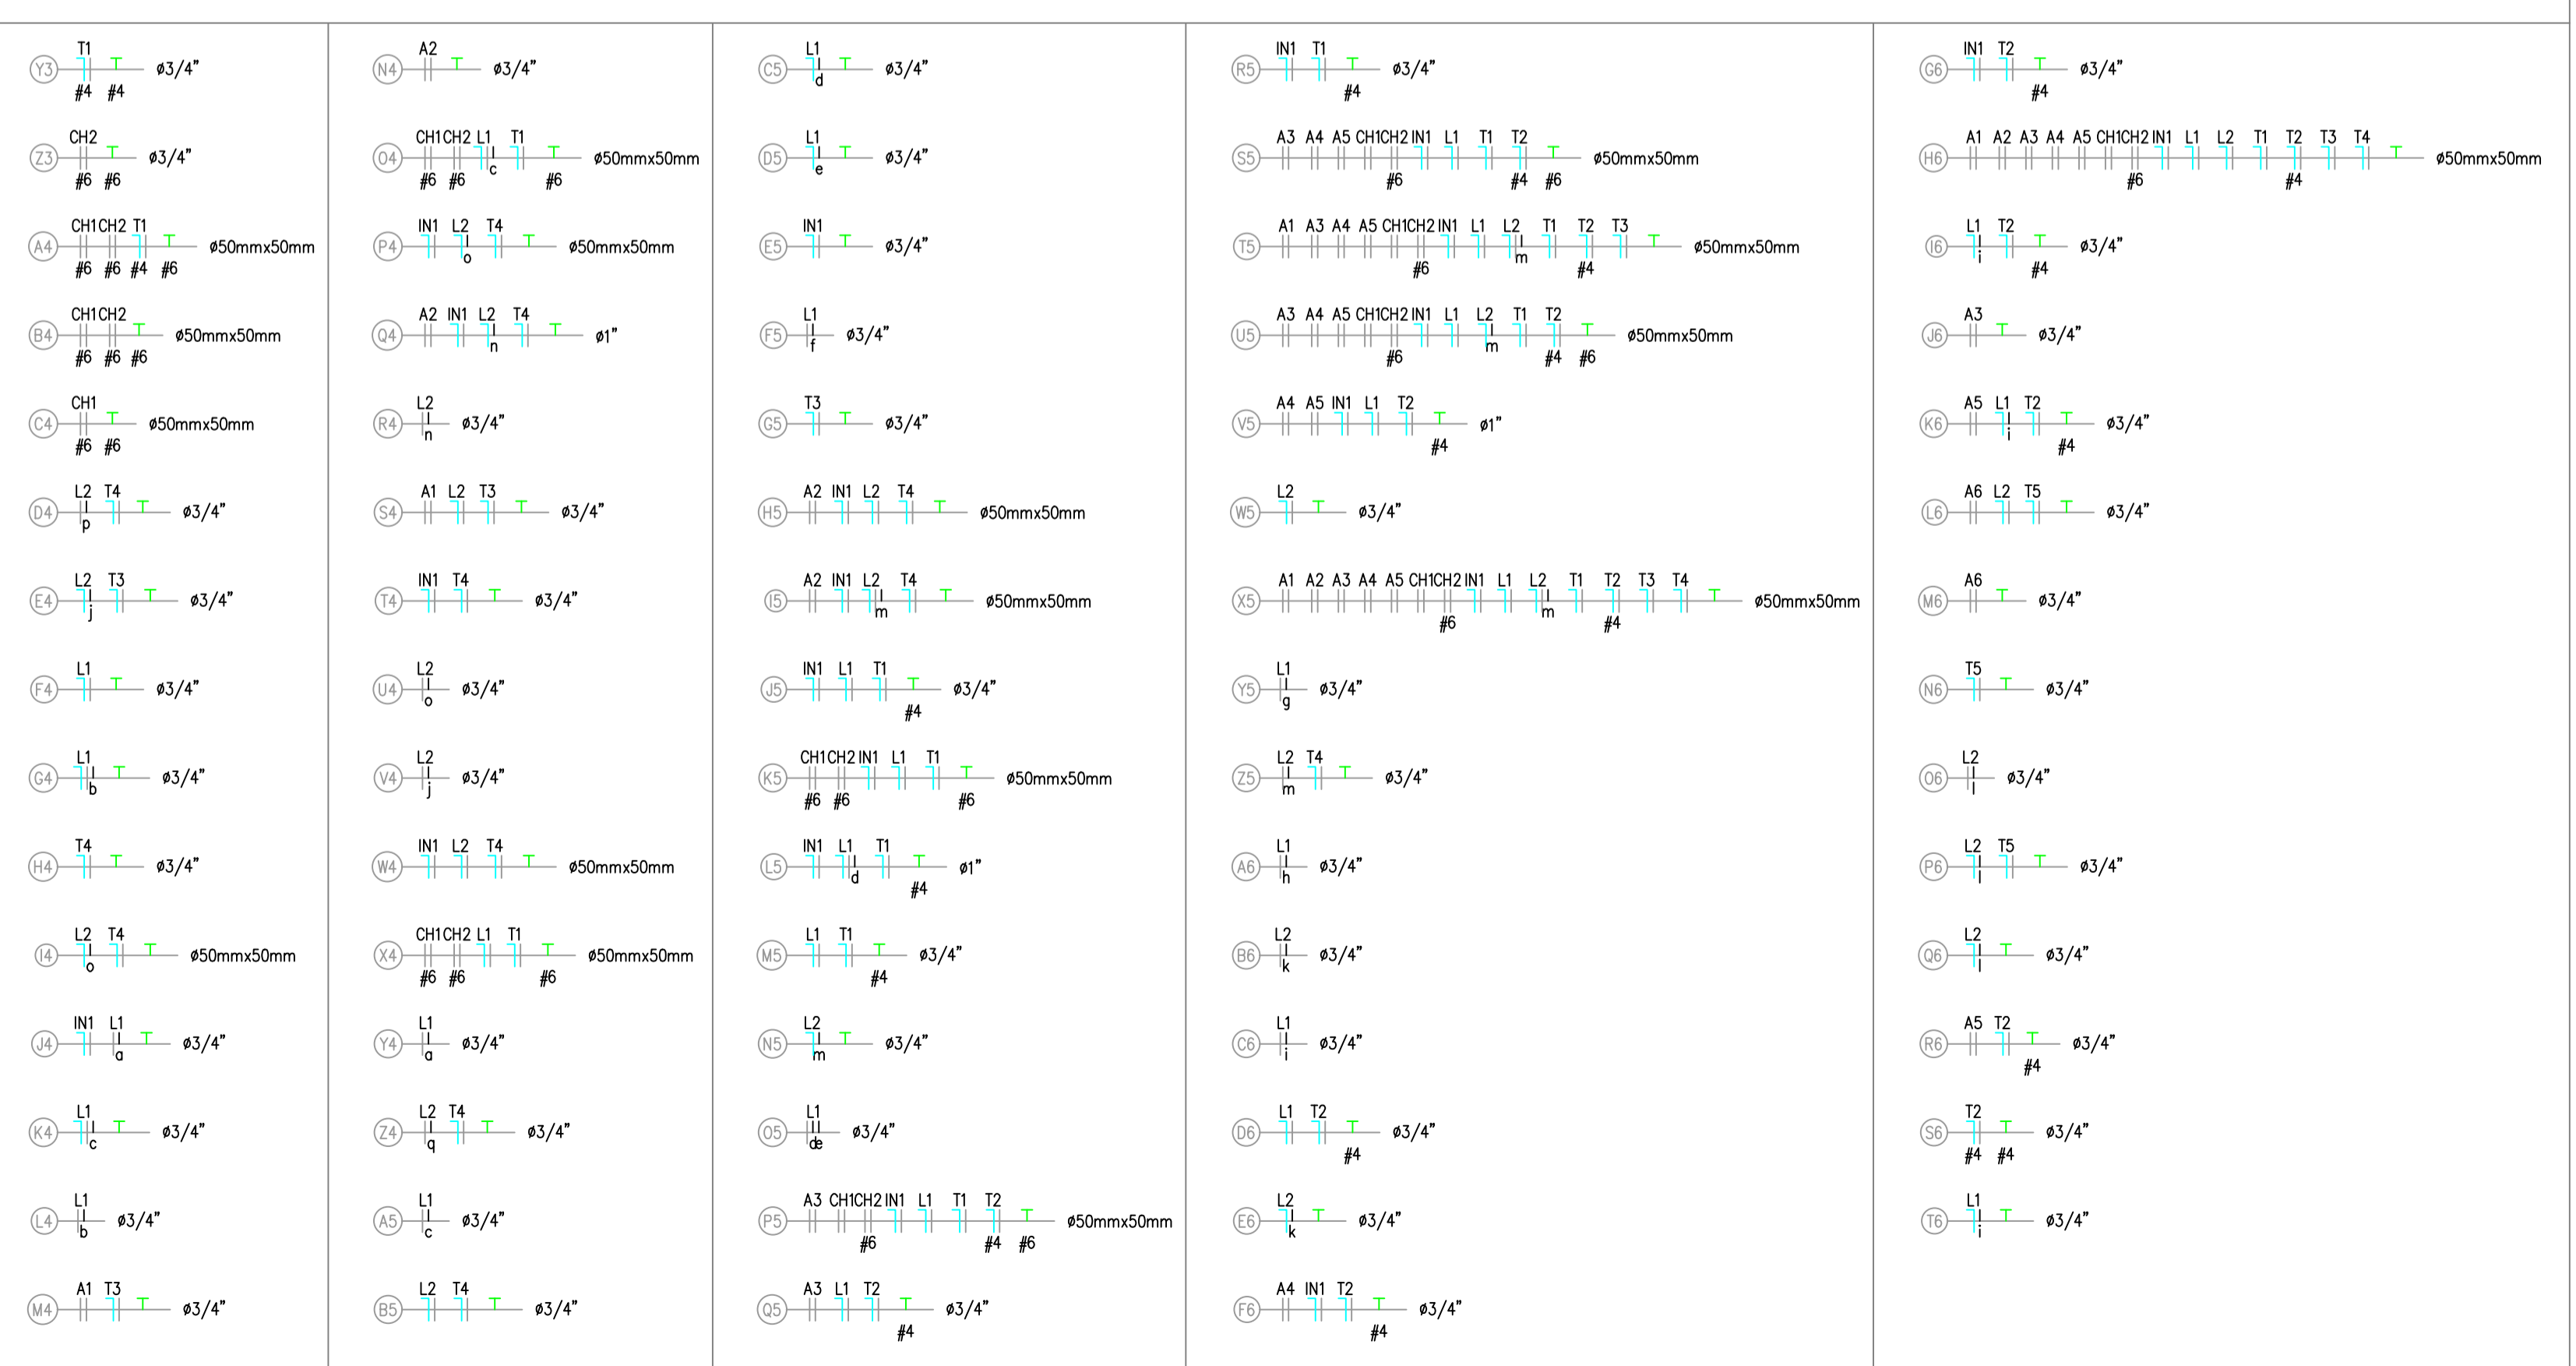 T1
Y3 ø3/4"
#4 #4
CH2
Z3 ø3/4"
#6 #6
CH1 CH2 T1
A4 ø50mmx50mm
#6 #6 #4 #6
CH1 CH2
B4 ø50mmx50mm
#6 #6 #6
CH1
C4 ø50mmx50mm
#6 #6
L2 T4
D4 ø3/4"
p
L2 T3
E4 ø3/4"
j
L1
F4 ø3/4"
L1
G4 ø3/4"
b
T4
H4 ø3/4"
L2 T4
I4 ø50mmx50mm
o
IN1 L1
J4 ø3/4"
a
L1
K4 ø3/4"
c
L1
L4 ø3/4"
b
A1 T3
M4 ø3/4"
A2
N4 ø3/4"
CH1 CH2 L1 T1
O4 ø50mmx50mm
c
#6 #6 #6
IN1 L2 T4
P4 ø50mmx50mm
o
A2 IN1 L2 T4
Q4 ø1"
n
L2
R4 ø3/4"
n
A1 L2 T3
S4 ø3/4"
IN1 T4
T4 ø3/4"
L2
U4 ø3/4"
o
L2
V4 ø3/4"
j
IN1 L2 T4
W4 ø50mmx50mm
CH1 CH2 L1 T1
X4 ø50mmx50mm
#6 #6 #6
L1
Y4 ø3/4"
a
L2 T4
Z4 ø3/4"
q
L1
A5 ø3/4"
c
L2 T4
B5 ø3/4"
L1
C5 ø3/4"
d
L1
D5 ø3/4"
e
IN1
E5 ø3/4"
L1
F5 ø3/4"
f
T3
G5 ø3/4"
A2 IN1 L2 T4
H5 ø50mmx50mm
A2 IN1 L2 T4
I5 ø50mmx50mm
m
IN1 L1 T1
J5 ø3/4"
#4
CH1 CH2 IN1 L1 T1
K5 ø50mmx50mm
#6 #6 #6
IN1 L1 T1
L5 ø1"
d
#4
L1 T1
M5 ø3/4"
#4
L2
N5 ø3/4"
m
L1
O5 ø3/4"
de
A3 CH1 CH2 IN1 L1 T1 T2
P5 ø50mmx50mm
#6 #4 #6
A3 L1 T2
Q5 ø3/4"
#4
IN1 T1
R5 ø3/4"
#4
A3 A4 A5 CH1 CH2 IN1 L1 T1 T2
S5 ø50mmx50mm
#6 #4 #6
A1 A3 A4 A5 CH1 CH2 IN1 L1 L2 T1 T2 T3
T5 ø50mmx50mm
m
#6 #4
A3 A4 A5 CH1 CH2 IN1 L1 L2 T1 T2
U5 ø50mmx50mm
m
#6 #4 #6
A4 A5 IN1 L1 T2
V5 ø1"
#4
L2
W5 ø3/4"
A1 A2 A3 A4 A5 CH1 CH2 IN1 L1 L2 T1 T2 T3 T4
X5 ø50mmx50mm
m
#6 #4
L1
Y5 ø3/4"
g
L2 T4
Z5 ø3/4"
m
L1
A6 ø3/4"
h
L2
B6 ø3/4"
k
L1
C6 ø3/4"
i
L1 T2
D6 ø3/4"
#4
L2
E6 ø3/4"
k
A4 IN1 T2
F6 ø3/4"
#4
IN1 T2
G6 ø3/4"
#4
A1 A2 A3 A4 A5 CH1 CH2 IN1 L1 L2 T1 T2 T3 T4
H6 ø50mmx50mm
#6 #4
L1 T2
I6 ø3/4"
i
#4
A3
J6 ø3/4"
A5 L1 T2
K6 ø3/4"
i
#4
A6 L2 T5
L6 ø3/4"
A6
M6 ø3/4"
T5
N6 ø3/4"
L2
O6 ø3/4"
l
L2 T5
P6 ø3/4"
l
L2
Q6 ø3/4"
l
A5 T2
R6 ø3/4"
#4
T2
S6 ø3/4"
#4 #4
L1
T6 ø3/4"
i